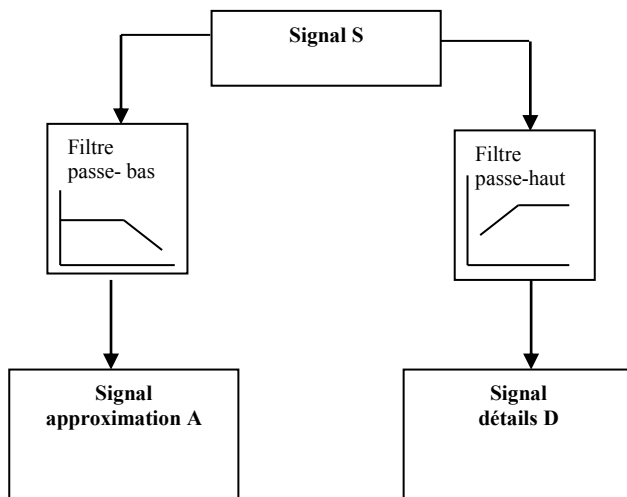 Signal S
Filtre
passe- bas
Filtre
passe-haut
Signal
approximation A
Signal
détails D